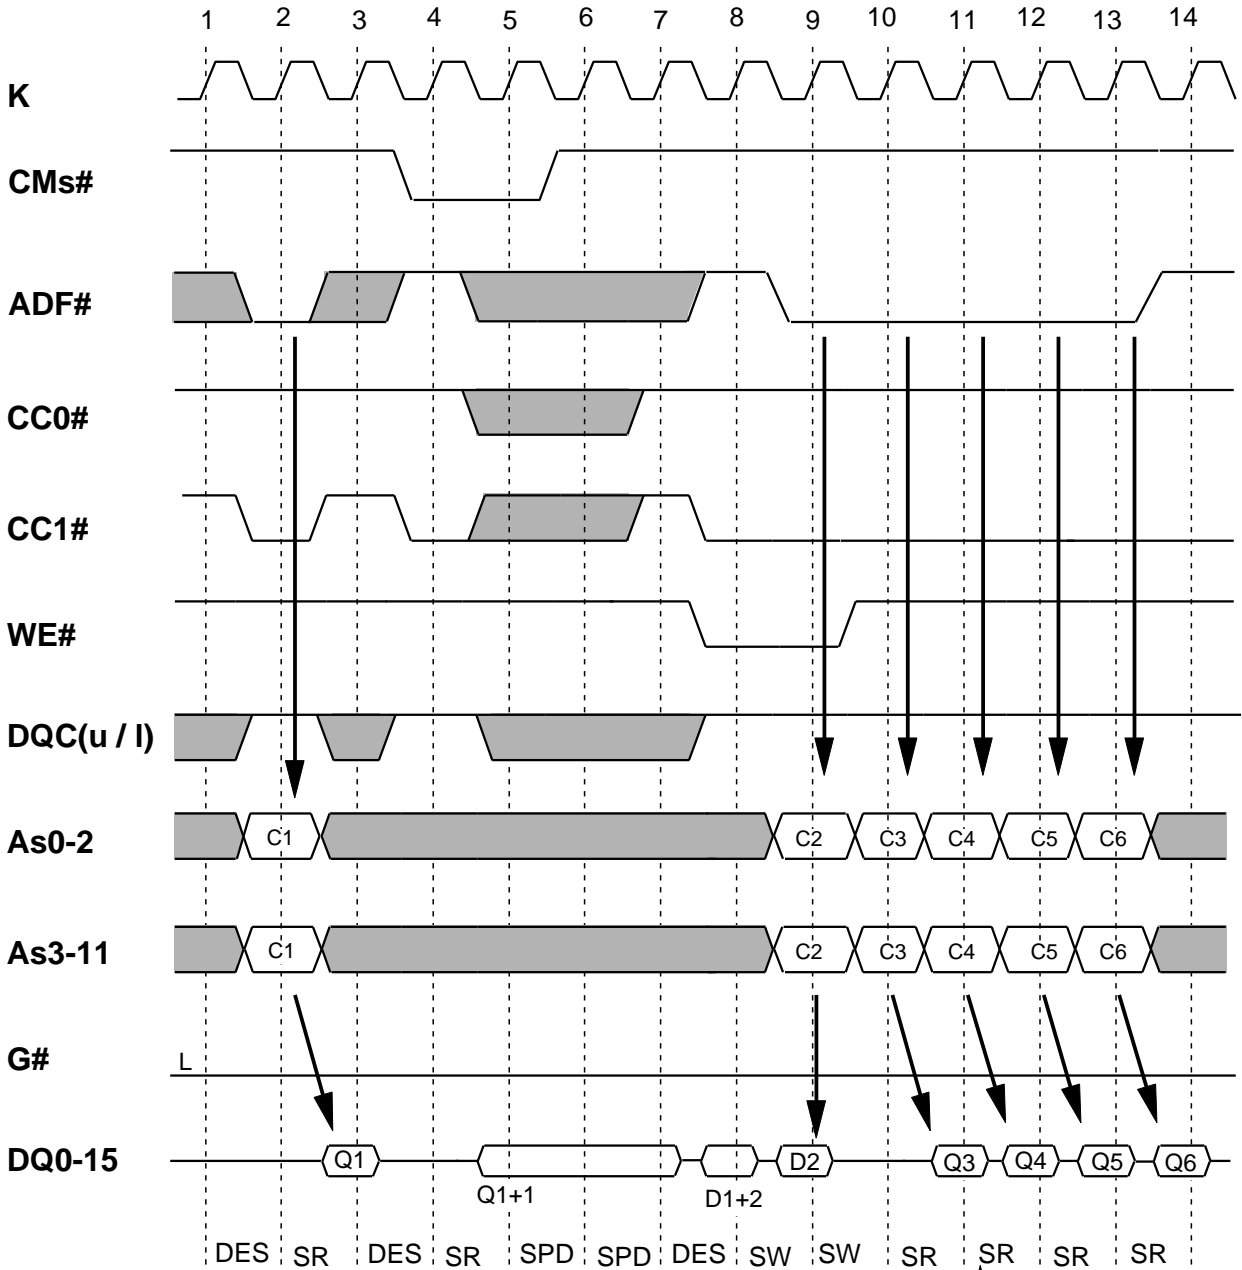 1 2 3 4 5 6 7 8 9 10 11 12 13 14
K
CMs#
ADF#
CC0#
CC1#
WE#
DQC(u / l)
As0-2 C1 C2 C3 C4 C5 C6
As3-11 C1 C2 C3 C4 C5 C6
G# L
DQ0-15 Q1 D2 Q3 Q4 Q5 Q6
Q1+1 D1+2
DES SR DES SR SPD SPD DES SW SW SR SR SR SR